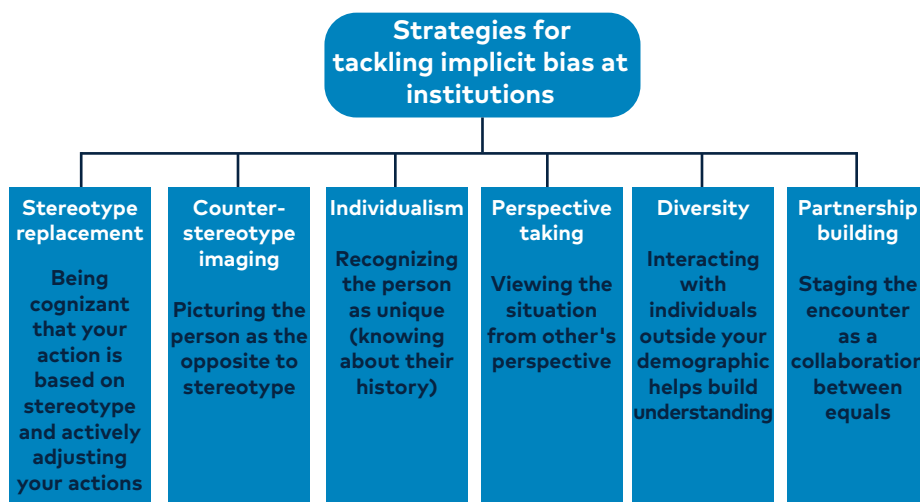 Strategies for
tackling implicit bias at
institutions
Stereotype
replacement
Being
cognizant
that your
action is
based on
stereotype
and actively
adjusting
your actions
Counter-
stereotype
imaging
Picturing the
person as the
opposite to
stereotype
Individualism
Recognizing
the person
as unique
(knowing
about their
history)
Perspective
taking
Viewing the
situation
from other's
perspective
Diversity
Interacting
with
individuals
outside your
demographic
helps build
understanding
Partnership
building
Staging the
encounter
as a
collaboration
between
equals